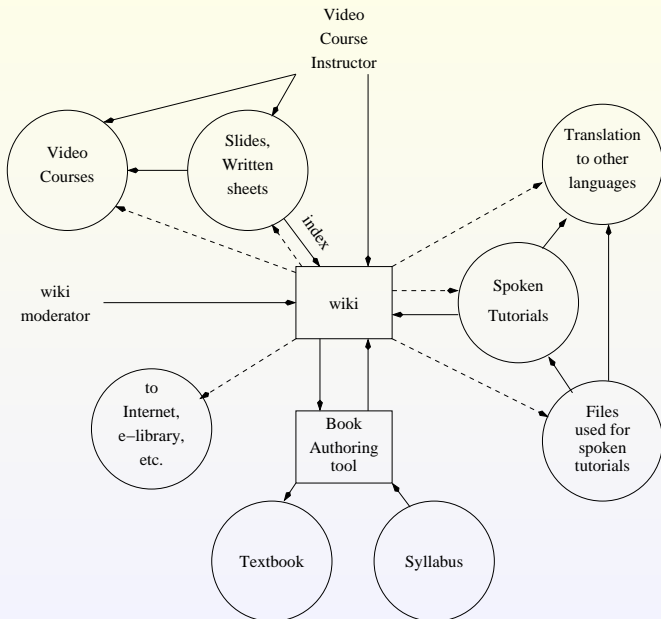 Video
Course
Instructor
Video
Courses
Slides,
Written
sheets
Translation
to other
languages
index
wiki
moderator
wiki
Spoken
Tutorials
to
Internet,
e−library,
etc.
Book
Authoring
tool
Files
used for
spoken
tutorials
Textbook
Syllabus